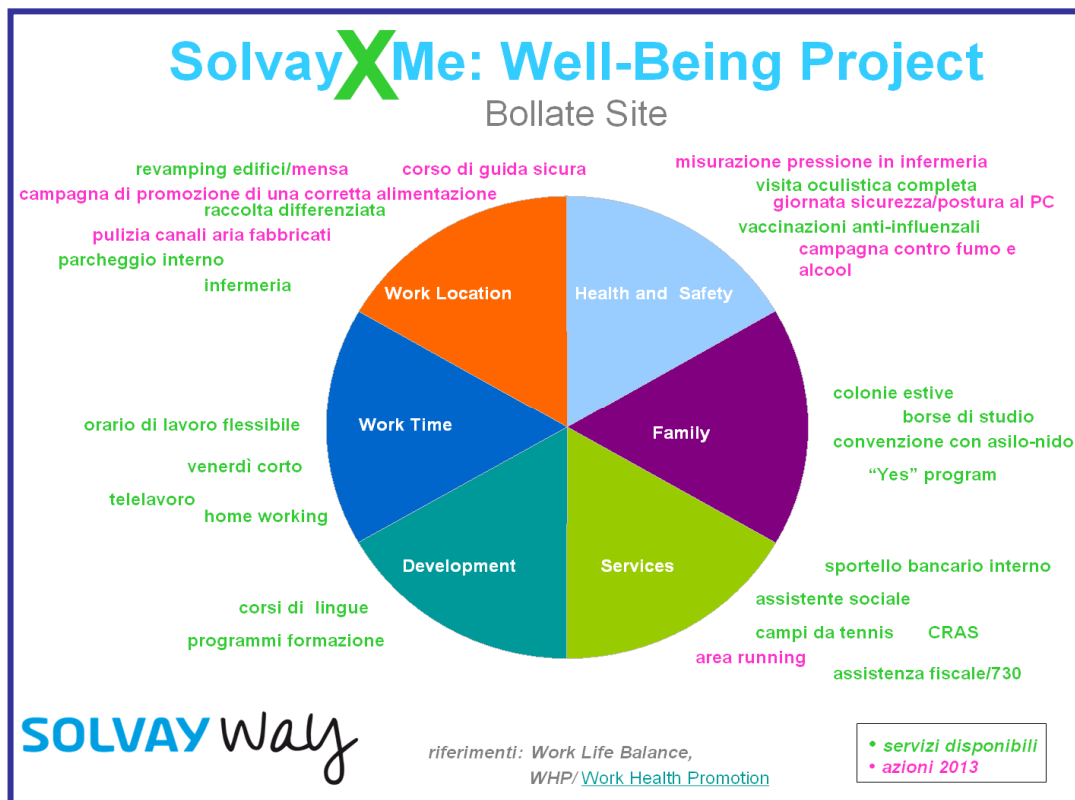 SolvayXMe: Well-Being Project
Bollate Site
revamping edifici/mensa
corso di guida sicura
campagna di promozione di una corretta alimentazione
raccolta differenziata
pulizia canali aria fabbricati
parcheggio interno
infermeria
misurazione pressione in infermeria
visita oculistica completa
giornata sicurezza/postura al PC
vaccinazioni anti-influenzali
campagna contro fumo e
alcool
Work Location
Health and Safety
Work Time
Family
Development
Services
orario di lavoro flessibile
venerdì corto
telelavoro
home working
colonie estive
borse di studio
convenzione con asilo-nido
“Yes” program
corsi di lingue
programmi formazione
sportello bancario interno
assistente sociale
campi da tennis
CRAS
area running
assistenza fiscale/730
SOLVAY way
riferimenti: Work Life Balance,
WHP/ Work Health Promotion
• servizi disponibili
• azioni 2013